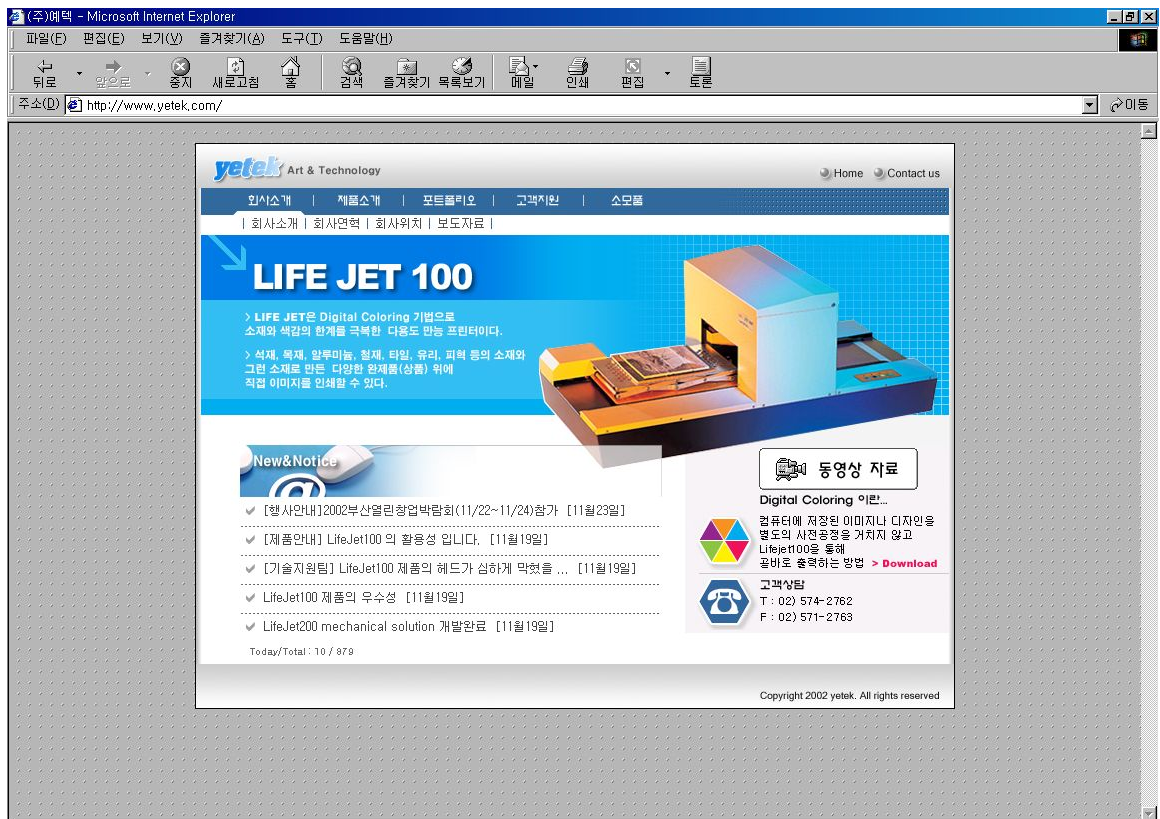 (주)예텍 - Microsoft Internet Explorer
파일(F) 편집(E) 보기(V) 즐겨찾기(A) 도구(T) 도움말(H)
뒤로 앞으로 중지 새로고침 홈 검색 즐겨찾기 목록보기 메일 인쇄 편집 토론
주소(D) http://www.yetek.com/ 이동
yetek Art & Technology Home Contact us
회사소개 | 제품소개 | 포트폴리오 | 고객지원 | 소모품
| 회사소개 | 회사연혁 | 회사위치 | 보도자료 |
LIFE JET 100
> LIFE JET은 Digital Coloring 기법으로
소재와 색감의 한계를 극복한 다용도 만능 프린터이다.
> 석재, 목재, 알루미늄, 철재, 타일, 유리, 피혁 등의 소재와
그런 소재로 만든 다양한 완제품(상품) 위에
직접 이미지를 인쇄할 수 있다.
New&Notice
@
[행사안내]2002부산열린창업박람회(11/22~11/24)참가 [11월23일]
[제품안내] LifeJet100 의 활용성 입니다. [11월19일]
[기술지원팀] LifeJet100 제품의 헤드가 심하게 막혔을 ... [11월19일]
LifeJet100 제품의 우수성 [11월19일]
LifeJet200 mechanical solution 개발완료 [11월19일]
Today/Total : 10 / 979
동영상 자료
Digital Coloring 이란...
컴퓨터에 저장된 이미지나 디자인을
별도의 사전공정을 거치지 않고
Lifejet100을 통해
곧바로 출력하는 방법 > Download
고객상담
T : 02) 574-2762
F : 02) 571-2763
Copyright 2002 yetek. All rights reserved